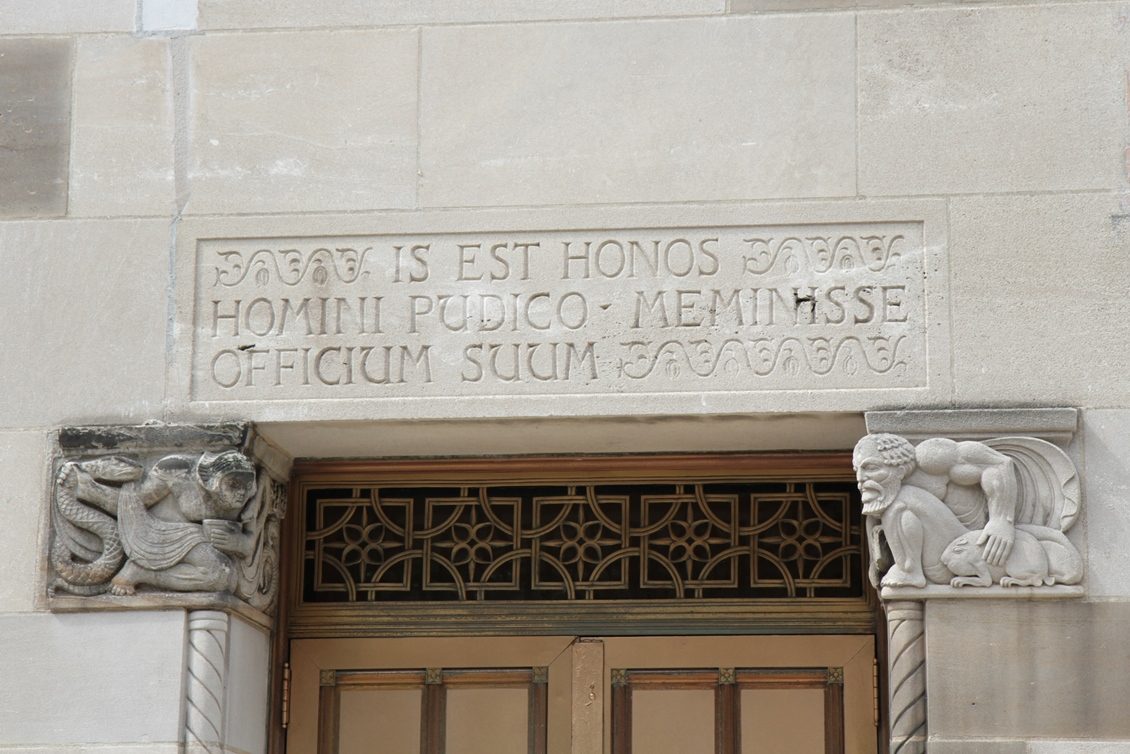 IS EST HONOS
HOMINI PUDICO · MEMINISSE
OFFICIUM SUUM